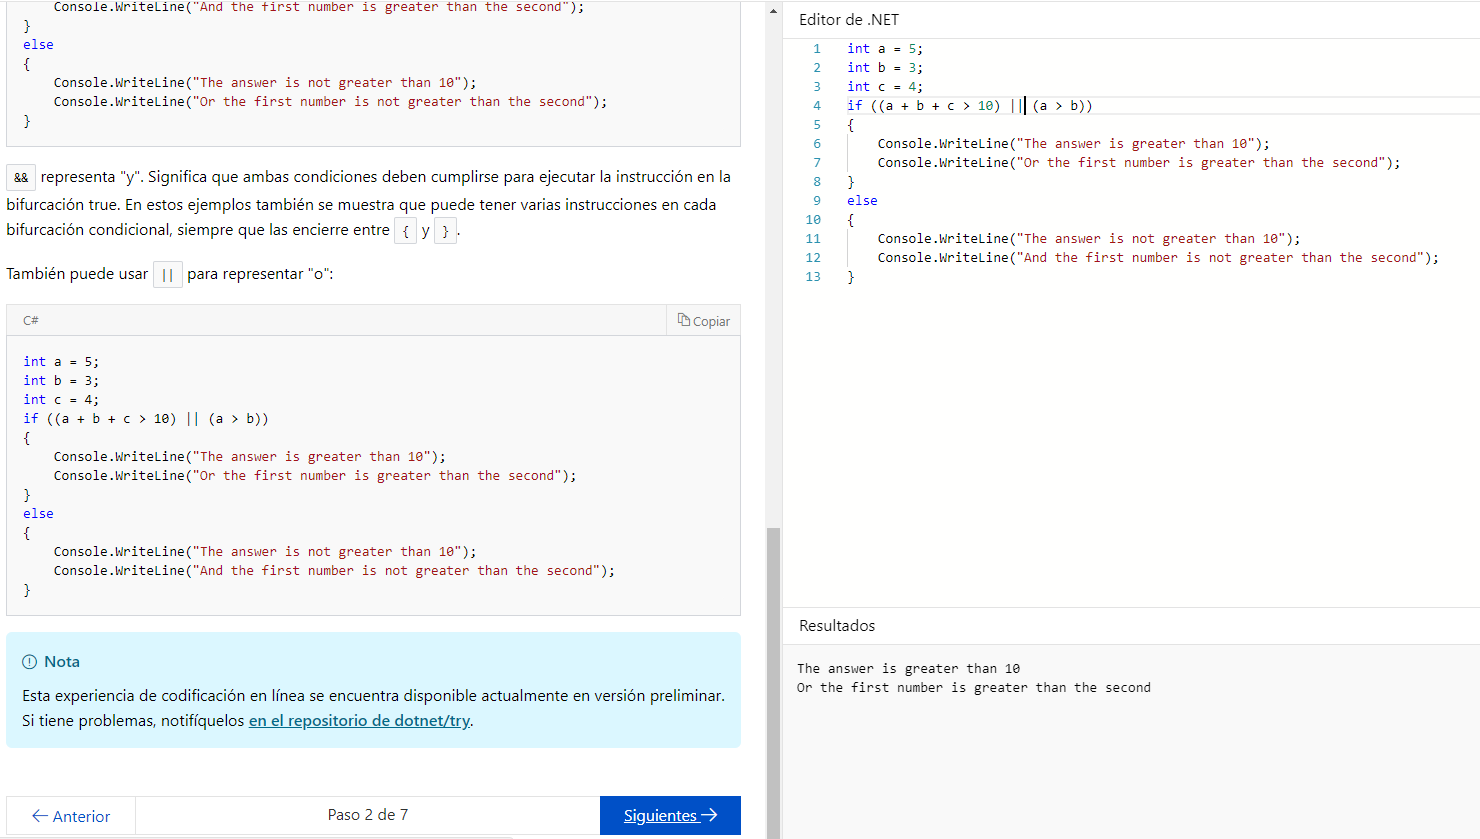 Console.WriteLine("And the first number is greater than the second");
}
else
{
Console.WriteLine("The answer is not greater than 10");
Console.WriteLine("Or the first number is not greater than the second");
}
&& representa "y". Significa que ambas condiciones deben cumplirse para ejecutar la instrucción en la
bifurcación true. En estos ejemplos también se muestra que puede tener varias instrucciones en cada
bifurcación condicional, siempre que las encierre entre { y }.
También puede usar || para representar "o":
C#
Copiar
int a = 5;
int b = 3;
int c = 4;
if ((a + b + c > 10) || (a > b))
{
Console.WriteLine("The answer is greater than 10");
Console.WriteLine("Or the first number is greater than the second");
}
else
{
Console.WriteLine("The answer is not greater than 10");
Console.WriteLine("And the first number is not greater than the second");
}
Nota
Esta experiencia de codificación en línea se encuentra disponible actualmente en versión preliminar.
Si tiene problemas, notifíquelos en el repositorio de dotnet/try.
← Anterior
Paso 2 de 7
Siguientes →
Editor de .NET
1 int a = 5;
2 int b = 3;
3 int c = 4;
4 if ((a + b + c > 10) || (a > b))
5 {
6 Console.WriteLine("The answer is greater than 10");
7 Console.WriteLine("Or the first number is greater than the second");
8 }
9 else
10 {
11 Console.WriteLine("The answer is not greater than 10");
12 Console.WriteLine("And the first number is not greater than the second");
13 }
Resultados
The answer is greater than 10
Or the first number is greater than the second